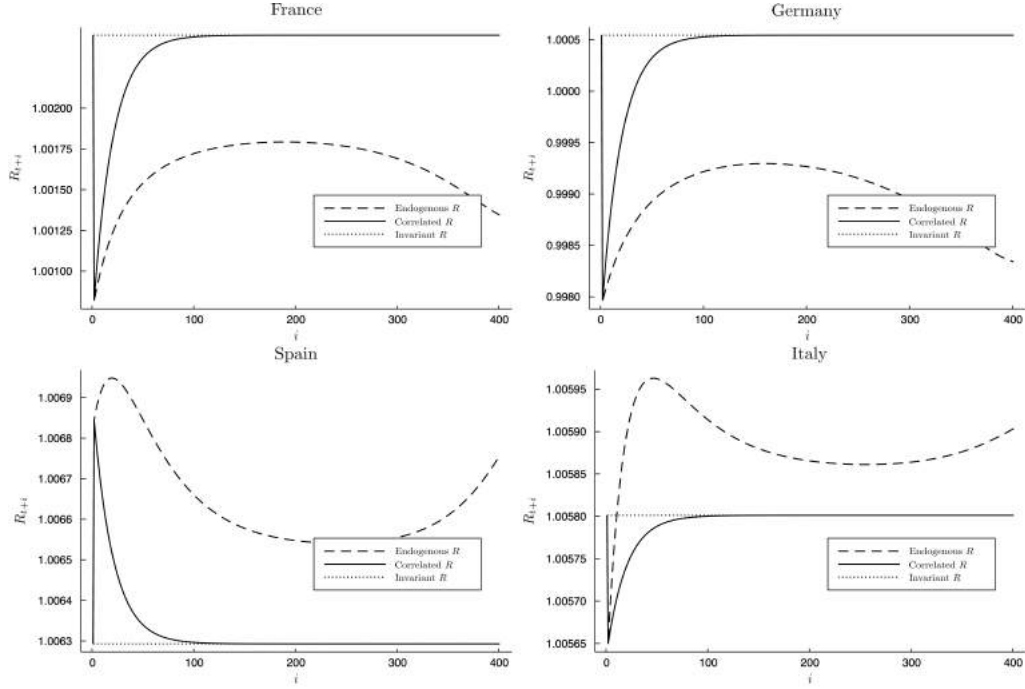 France
R_{t+i}
1.00200
1.00175
1.00150
1.00125
1.00100
Endogenous R
Correlated R
Invariant R
0 100 200 300 400
i
Germany
R_{t+i}
1.0005
1.0000
0.9995
0.9990
0.9985
0.9980
Endogenous R
Correlated R
Invariant R
0 100 200 300 400
i
Spain
R_{t+i}
1.0069
1.0068
1.0067
1.0066
1.0065
1.0064
1.0063
Endogenous R
Correlated R
Invariant R
0 100 200 300 400
i
Italy
R_{t+i}
1.00595
1.00590
1.00585
1.00580
1.00575
1.00570
1.00565
Endogenous R
Correlated R
Invariant R
0 100 200 300 400
i